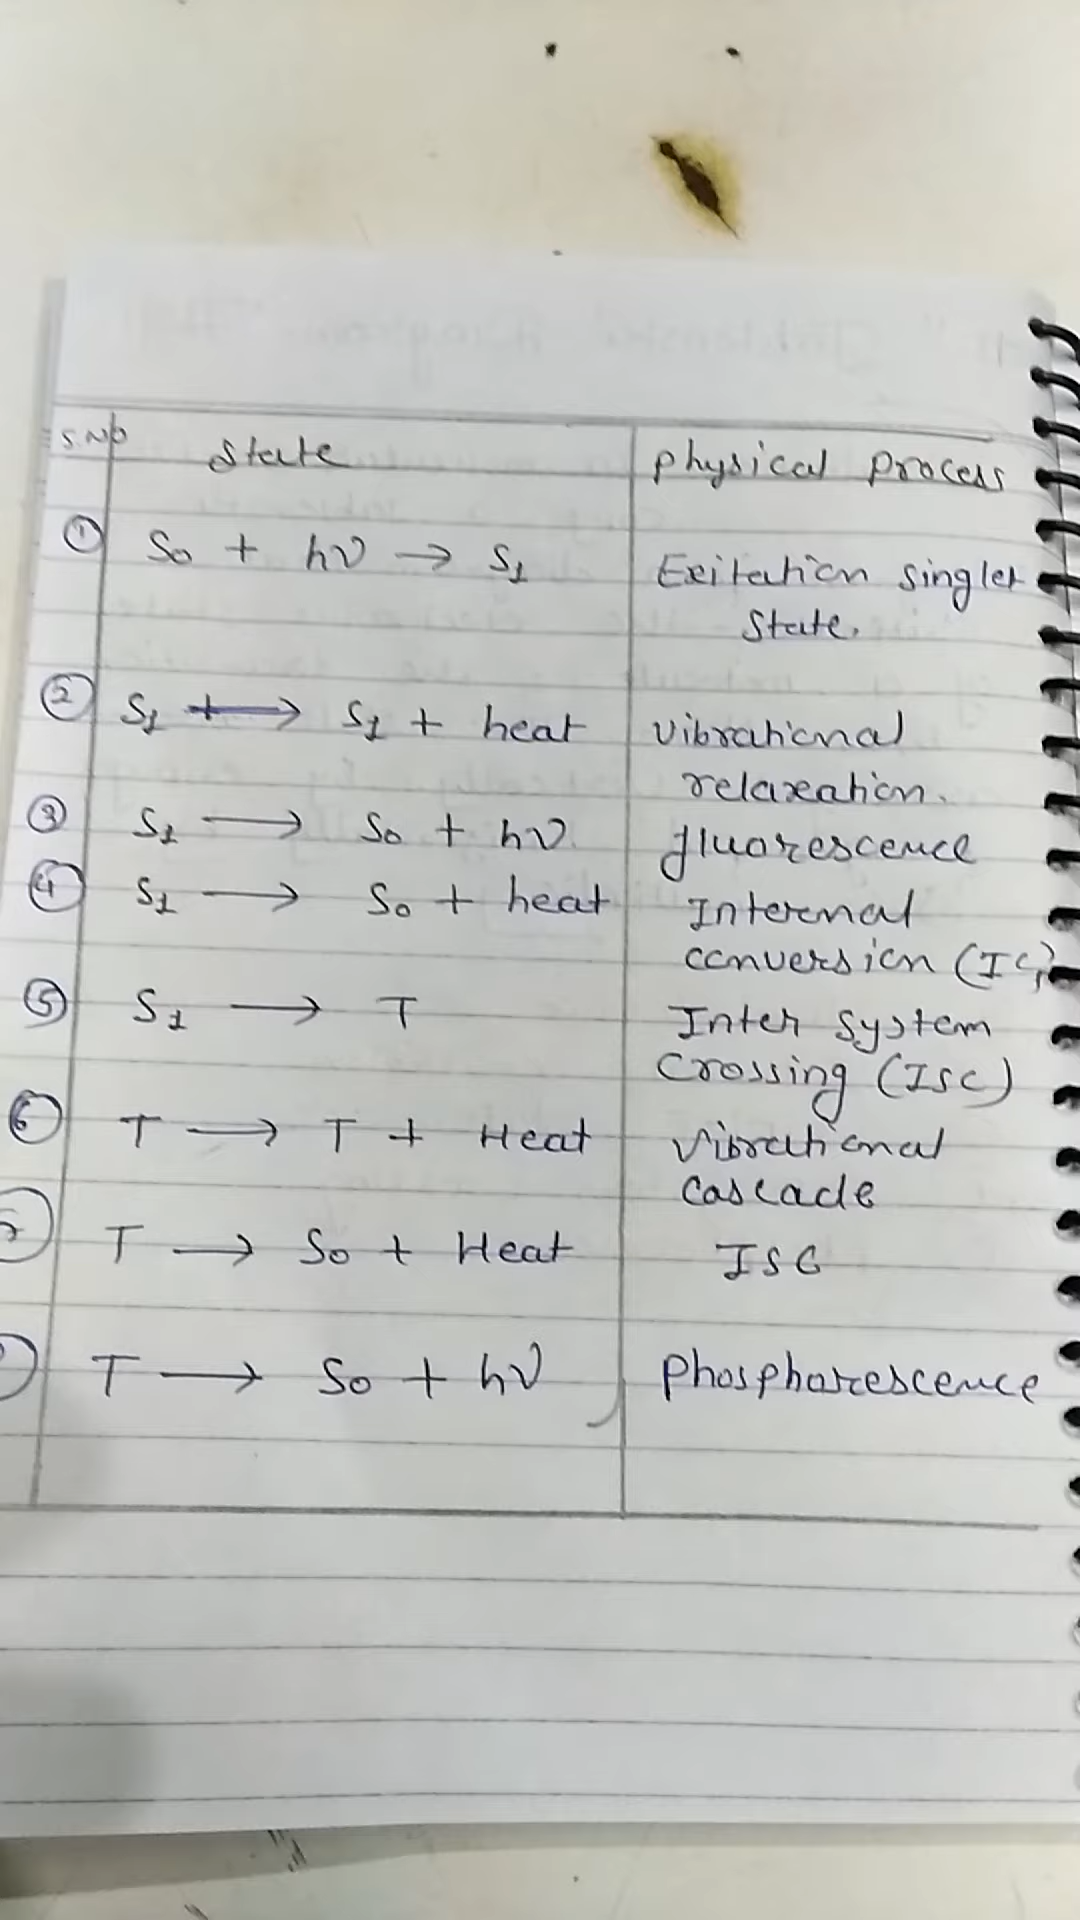 S.No State Physical Process
① S0 + hν → S1 Exitation singlet
State.
② S1 → S1 + heat Vibrational
relaxeation.
③ S1 → S0 + hν fluorescence
④ S1 → S0 + heat Internal
conversion (IC)
⑤ S1 → T Inter System
Crossing (ISC)
⑥ T → T + Heat Vibrational
cascade
T → S0 + Heat ISC
T → S0 + hν Phosphorescence